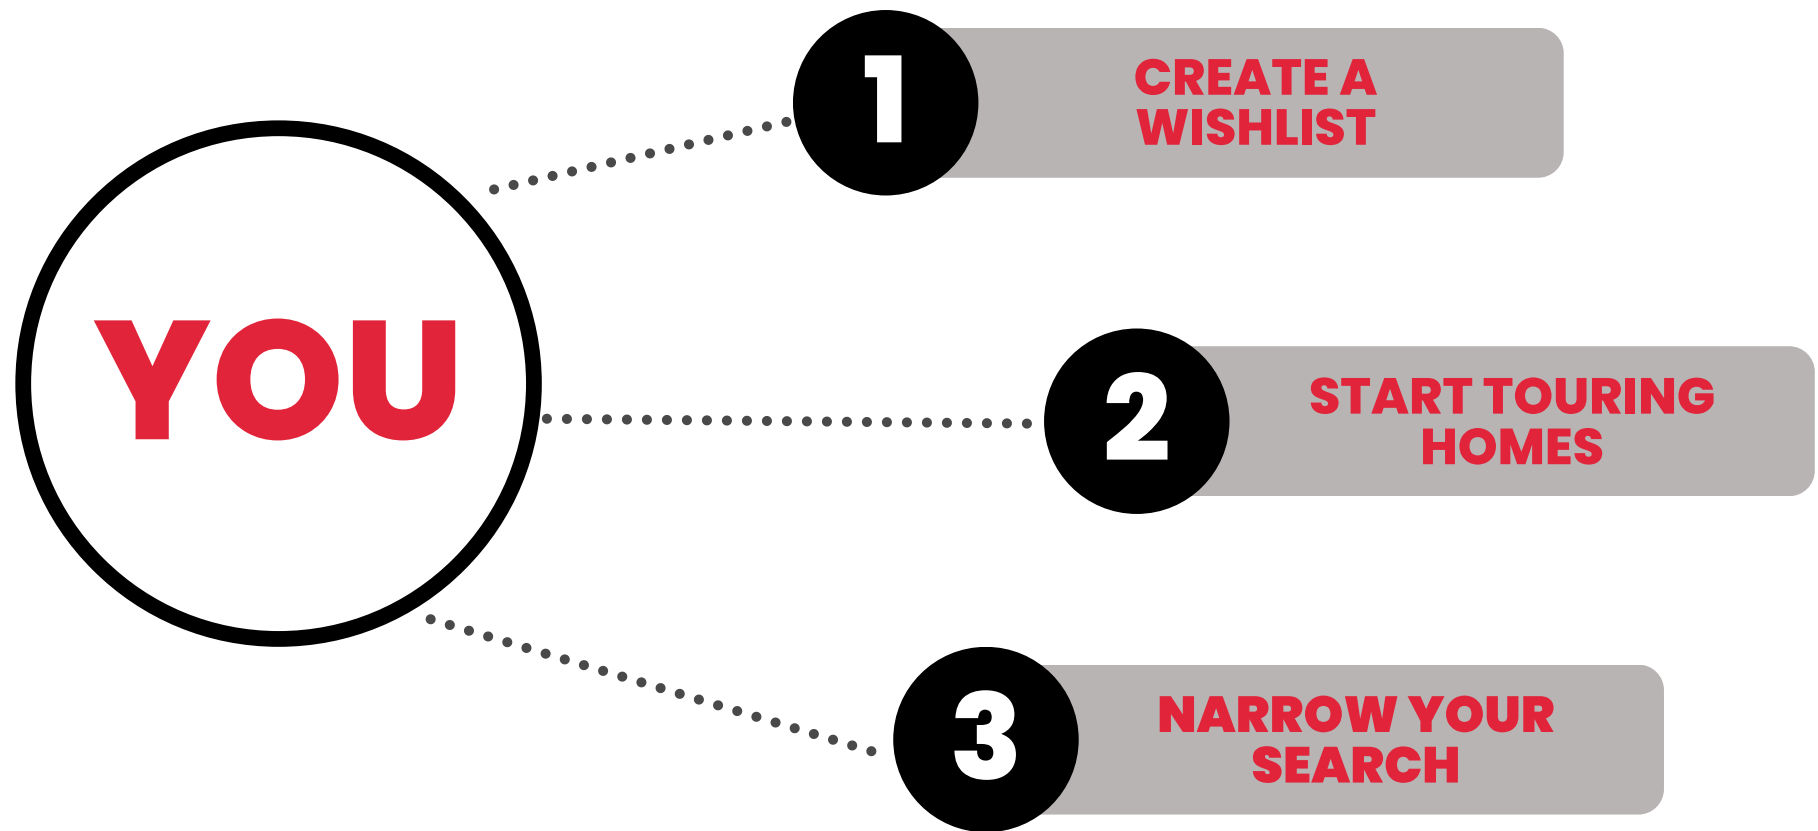 YOU
1
CREATE A
WISHLIST
2
START TOURING
HOMES
3
NARROW YOUR
SEARCH